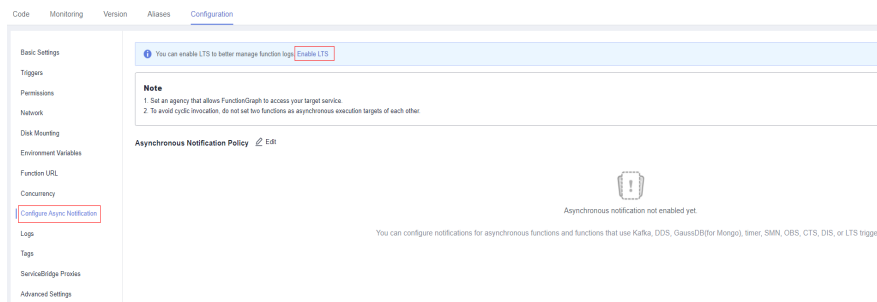 Code Monitoring Version Aliases Configuration
Basic Settings
Triggers
Permissions
Network
Disk Mounting
Environment Variables
Function URL
Concurrency
Configure Async Notification
Logs
Tags
ServiceBridge Proxies
Advanced Settings
You can enable LTS to better manage function logs. Enable LTS
Note
1. Set an agency that allows FunctionGraph to access your target service.
2. To avoid cyclic invocation, do not set two functions as asynchronous execution targets of each other.
Asynchronous Notification Policy Edit
Asynchronous notification not enabled yet.
You can configure notifications for asynchronous functions and functions that use Kafka, DDS, GaussDB(for Mongo), timer, SMN, OBS, CTS, DIS, or LTS trigge